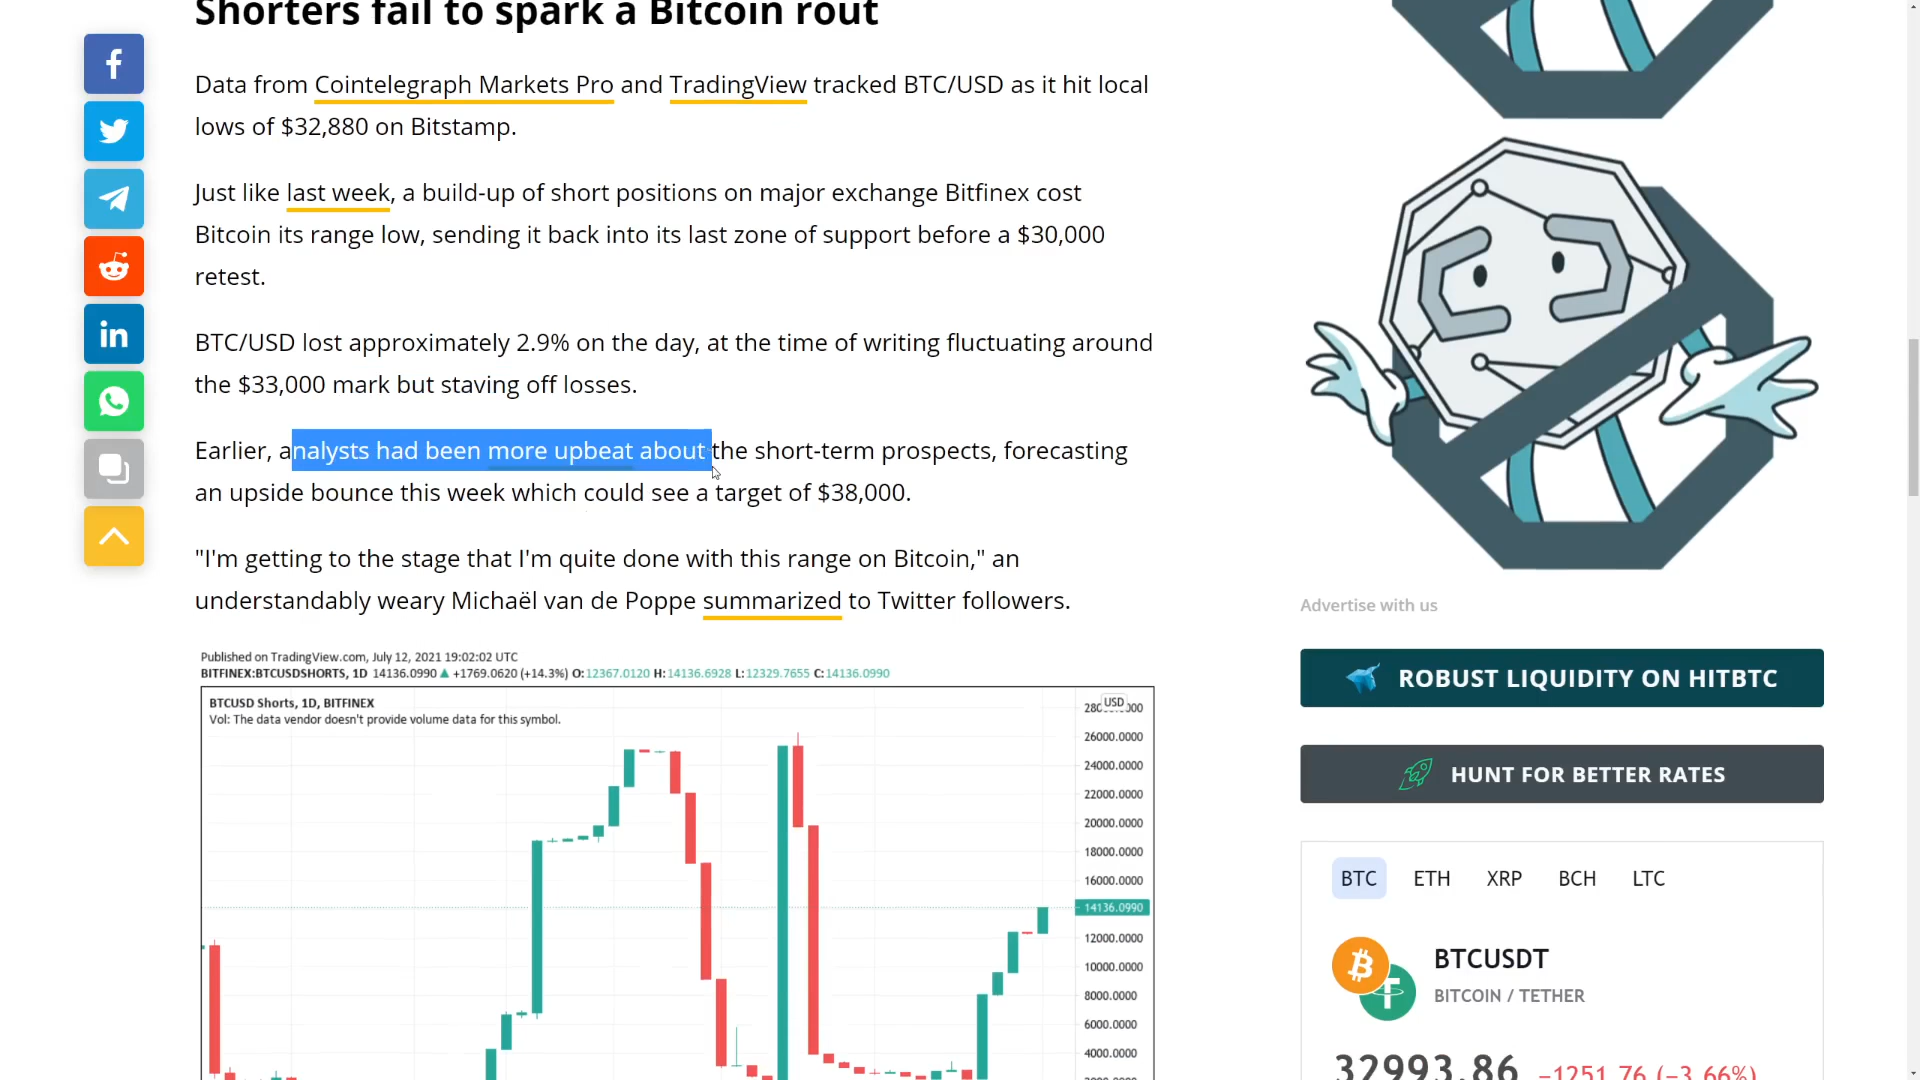 Shorters fail to spark a Bitcoin rout
Data from Cointelegraph Markets Pro and TradingView tracked BTC/USD as it hit local
lows of $32,880 on Bitstamp.
Just like last week, a build-up of short positions on major exchange Bitfinex cost
Bitcoin its range low, sending it back into its last zone of support before a $30,000
retest.
BTC/USD lost approximately 2.9% on the day, at the time of writing fluctuating around
the $33,000 mark but staving off losses.
Earlier, analysts had been more upbeat about the short-term prospects, forecasting
an upside bounce this week which could see a target of $38,000.
"I'm getting to the stage that I'm quite done with this range on Bitcoin," an
understandably weary Michaël van de Poppe summarized to Twitter followers.
Published on TradingView.com, July 12, 2021 19:02:02 UTC
BITFINEX:BTCUSDSHORTS, 1D 14136.0990 ▲ +1769.0620 (+14.3%) O:12367.0120 H:14136.6928 L:12329.7655 C:14136.0990
BTCUSD Shorts, 1D, BITFINEX
Vol: The data vendor doesn't provide volume data for this symbol.
USD
26000.0000
24000.0000
22000.0000
20000.0000
18000.0000
16000.0000
14136.0990
12000.0000
10000.0000
8000.0000
6000.0000
4000.0000
Advertise with us
ROBUST LIQUIDITY ON HITBTC
HUNT FOR BETTER RATES
BTC ETH XRP BCH LTC
BTCUSDT
BITCOIN / TETHER
32993.86 −1251.76 (−3.66%)